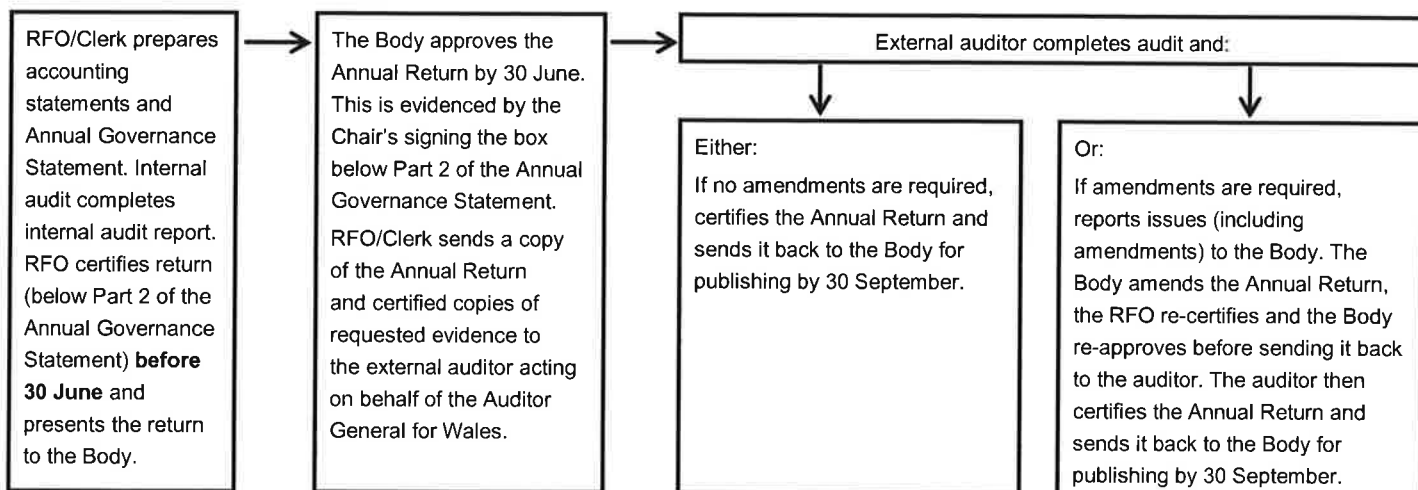 RFO/Clerk prepares
accounting
statements and
Annual Governance
Statement. Internal
audit completes
internal audit report.
RFO certifies return
(below Part 2 of the
Annual Governance
Statement) before
30 June and
presents the return
to the Body.
The Body approves the
Annual Return by 30 June.
This is evidenced by the
Chair's signing the box
below Part 2 of the Annual
Governance Statement.
RFO/Clerk sends a copy
of the Annual Return
and certified copies of
requested evidence to
the external auditor acting
on behalf of the Auditor
General for Wales.
External auditor completes audit and:
Either:
If no amendments are required,
certifies the Annual Return and
sends it back to the Body for
publishing by 30 September.
Or:
If amendments are required,
reports issues (including
amendments) to the Body. The
Body amends the Annual Return,
the RFO re-certifies and the Body
re-approves before sending it back
to the auditor. The auditor then
certifies the Annual Return and
sends it back to the Body for
publishing by 30 September.